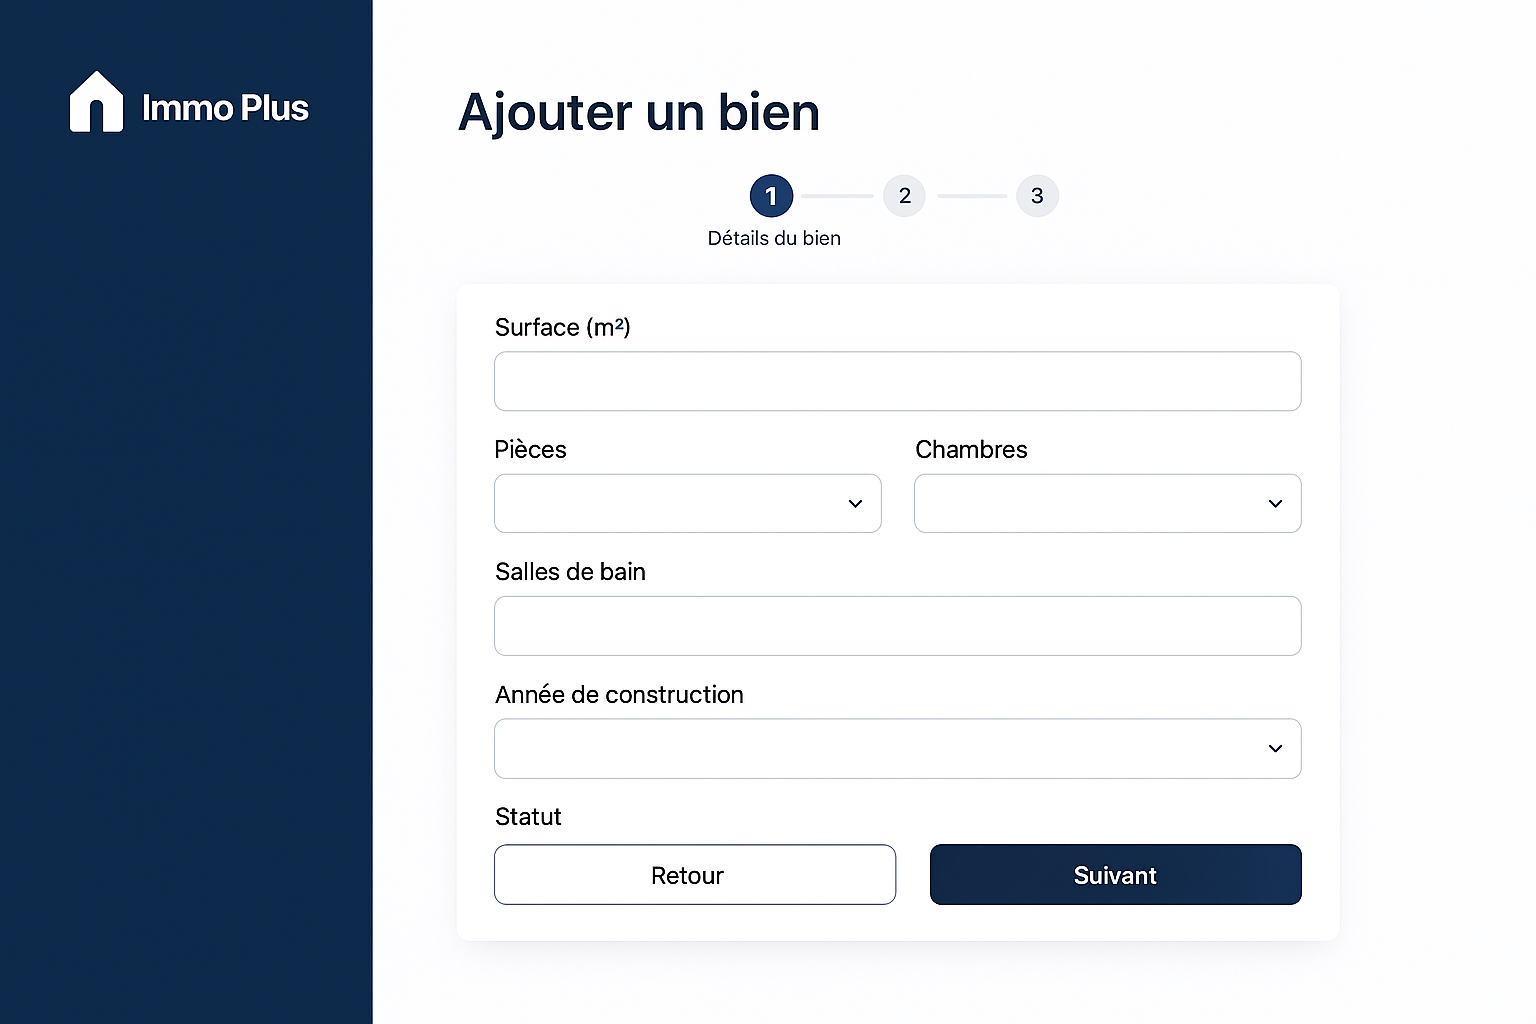 Immo Plus
Ajouter un bien
1 2 3
Détails du bien
Surface (m²)
Pièces Chambres
Salles de bain
Année de construction
Statut
Retour Suivant